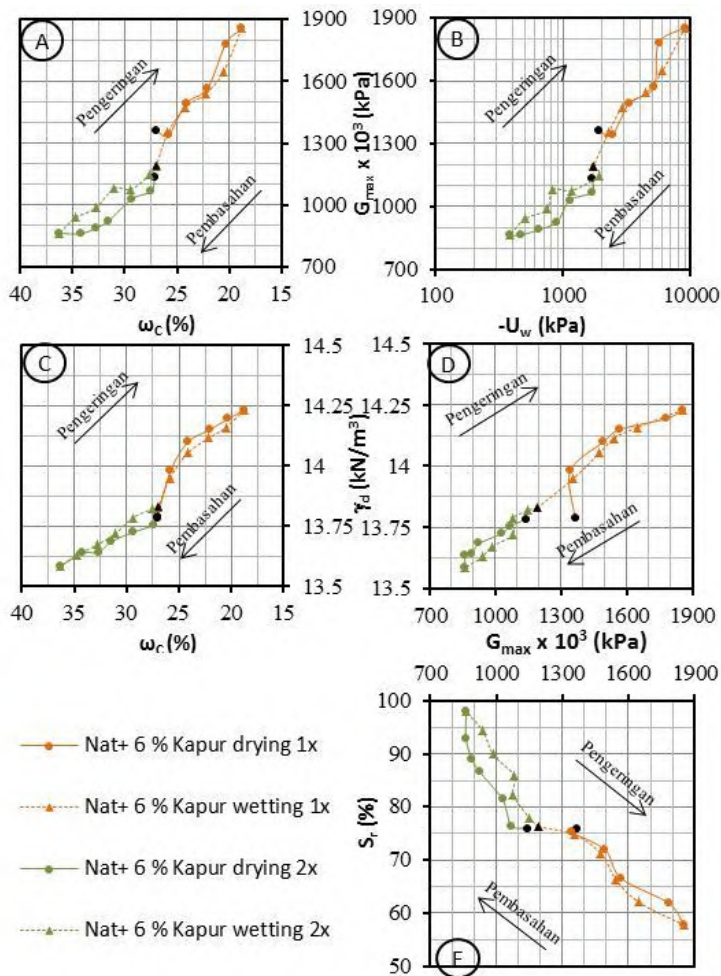 A
Pengeringan
Pembasahan
40 35 30 25 20 15
ω_C (%)
1900
1600
1300
1000
700
G_max x 10³ (kPa)
B
Pengeringan
Pembasahan
1900
1600
1300
1000
700
100 1000 10000
-U_w (kPa)
C
Pengeringan
Pembasahan
40 35 30 25 20 15
ω_C (%)
14.5
14.25
14
13.75
13.5
γ_d (kN/m³)
D
Pengeringan
Pembasahan
14.5
14.25
14
13.75
13.5
700 1000 1300 1600 1900
G_max x 10³ (kPa)
700 1000 1300 1600 1900
100
90
80
70
60
50
S_r (%)
Pengeringan
Pembasahan
F
Nat+ 6 % Kapur drying 1x
Nat+ 6 % Kapur wetting 1x
Nat+ 6 % Kapur drying 2x
Nat+ 6 % Kapur wetting 2x